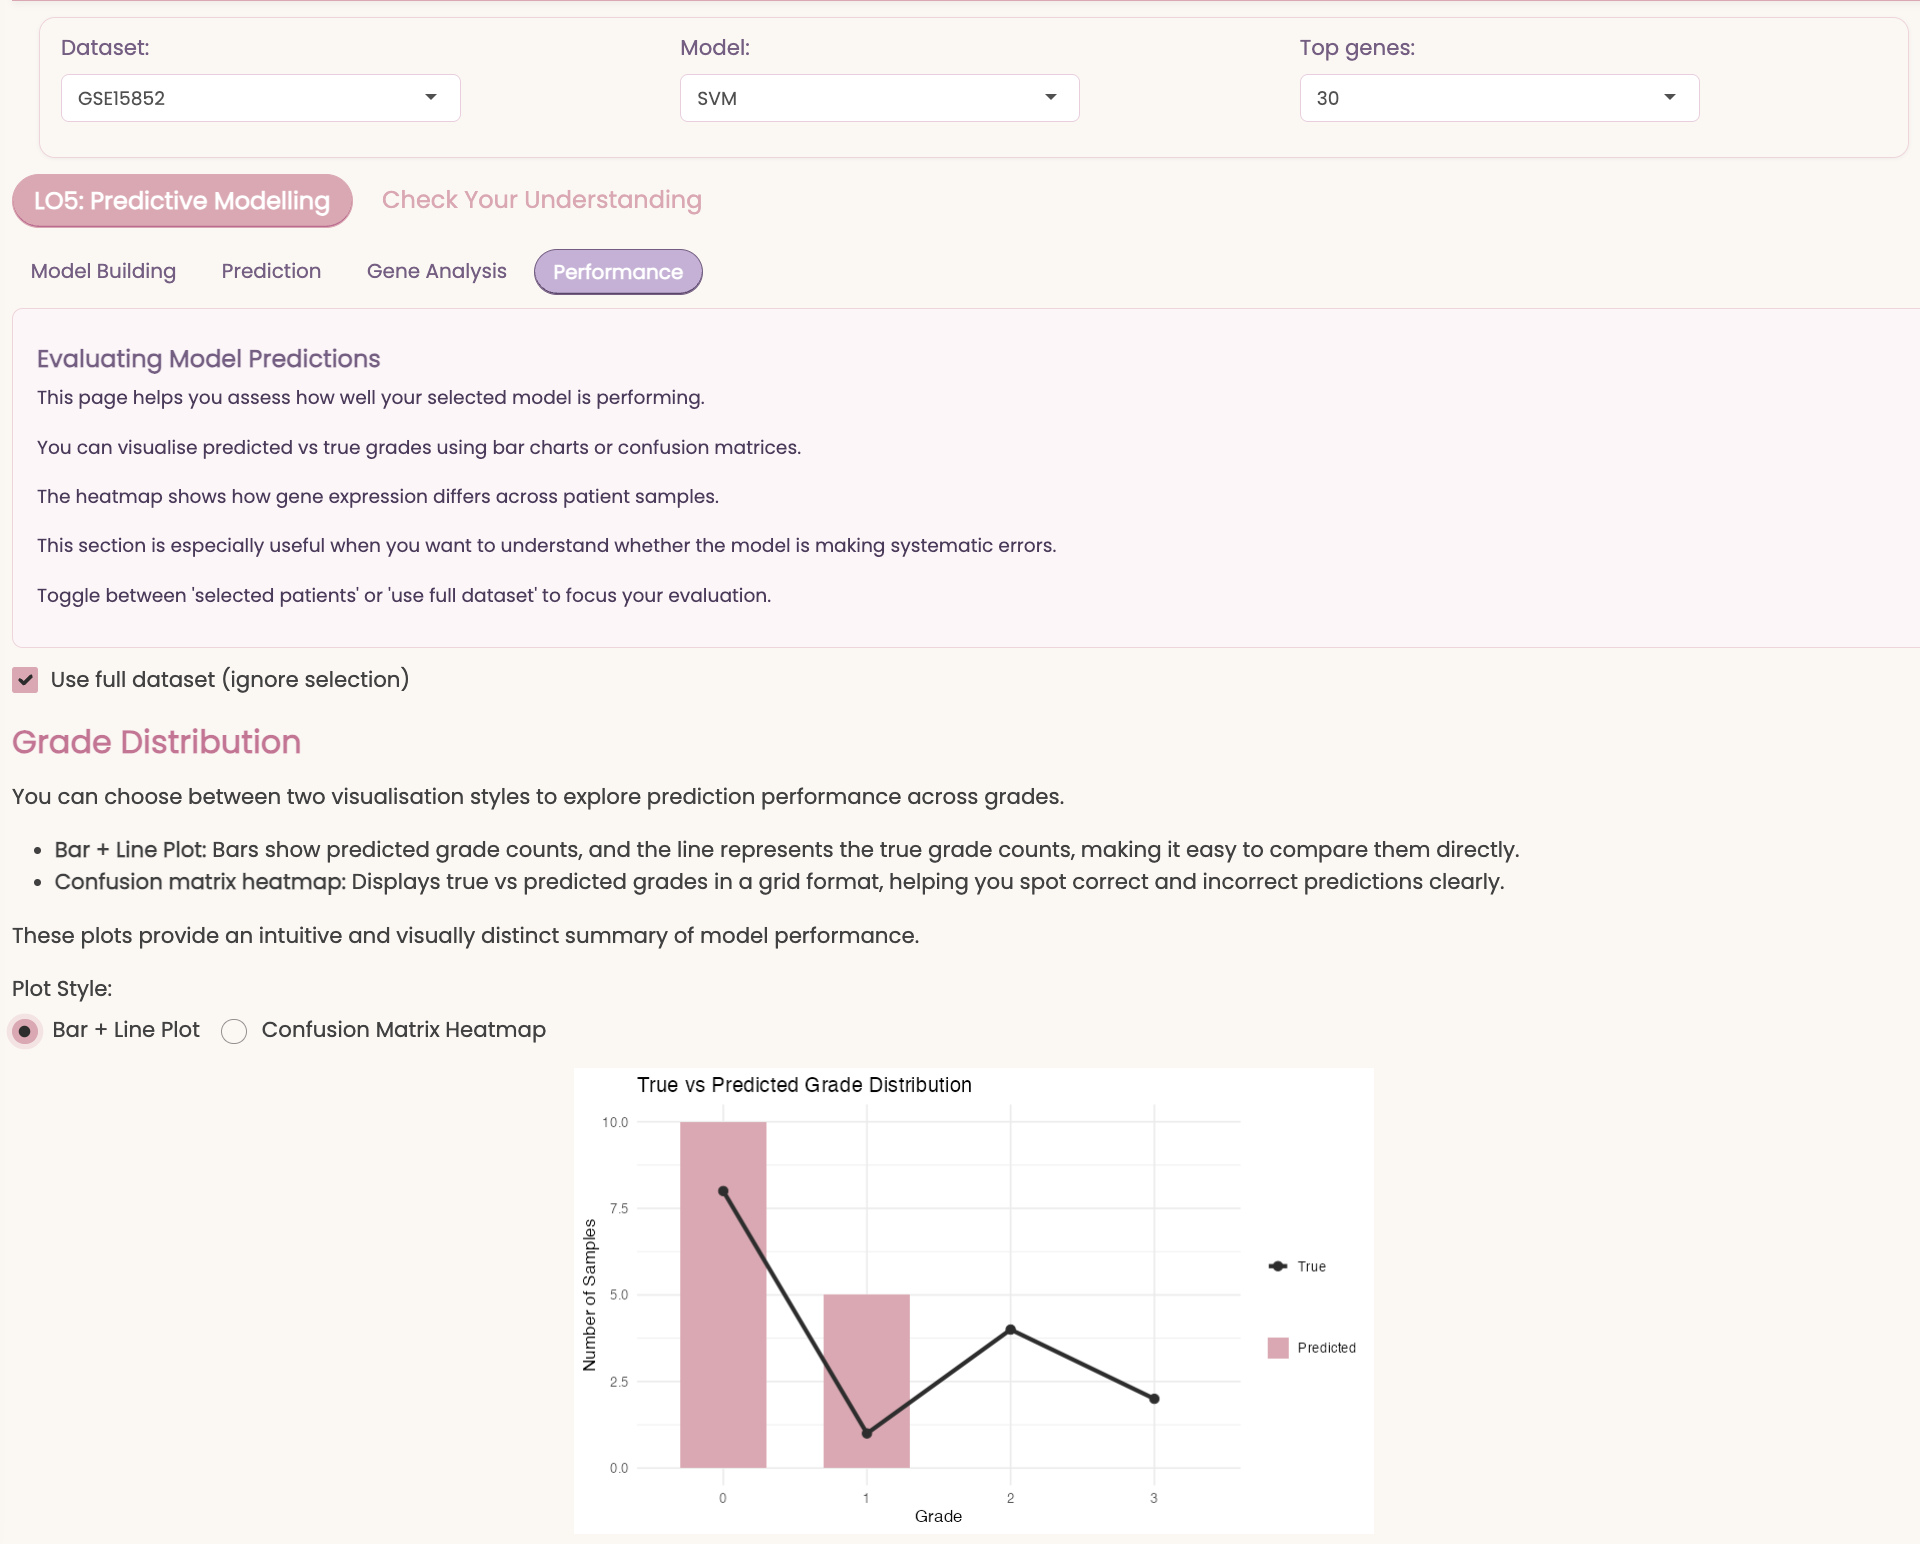 Dataset:
Model:
Top genes:
GSE15852
SVM
30
LO5: Predictive Modelling
Check Your Understanding
Model Building
Prediction
Gene Analysis
Performance
Evaluating Model Predictions
This page helps you assess how well your selected model is performing.
You can visualise predicted vs true grades using bar charts or confusion matrices.
The heatmap shows how gene expression differs across patient samples.
This section is especially useful when you want to understand whether the model is making systematic errors.
Toggle between 'selected patients' or 'use full dataset' to focus your evaluation.
Use full dataset (ignore selection)
Grade Distribution
You can choose between two visualisation styles to explore prediction performance across grades.
• Bar + Line Plot: Bars show predicted grade counts, and the line represents the true grade counts, making it easy to compare them directly.
• Confusion matrix heatmap: Displays true vs predicted grades in a grid format, helping you spot correct and incorrect predictions clearly.
These plots provide an intuitive and visually distinct summary of model performance.
Plot Style:
Bar + Line Plot
Confusion Matrix Heatmap
True vs Predicted Grade Distribution
10.0
7.5
5.0
2.5
0.0
Number of Samples
0
1
2
3
Grade
True
Predicted